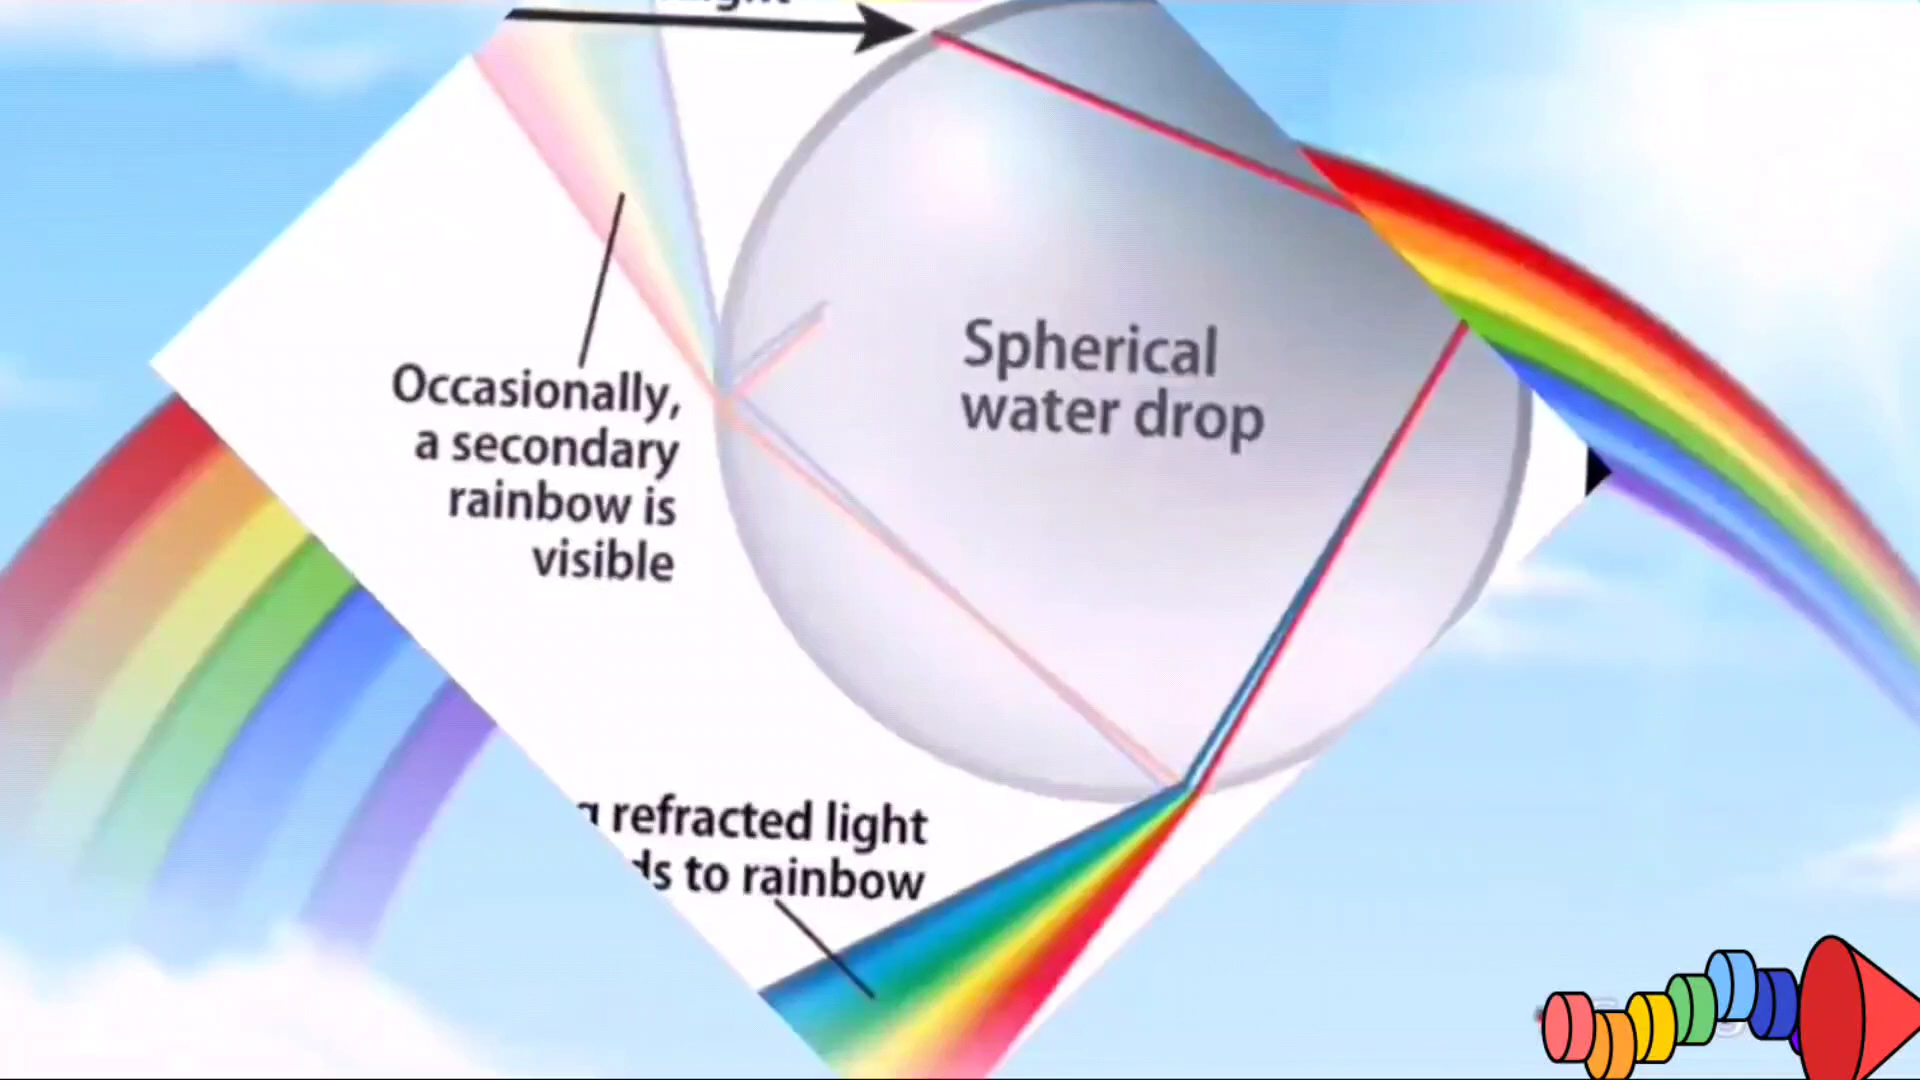 Occasionally,
a secondary
rainbow is
visible
Spherical
water drop
refracted light
to rainbow